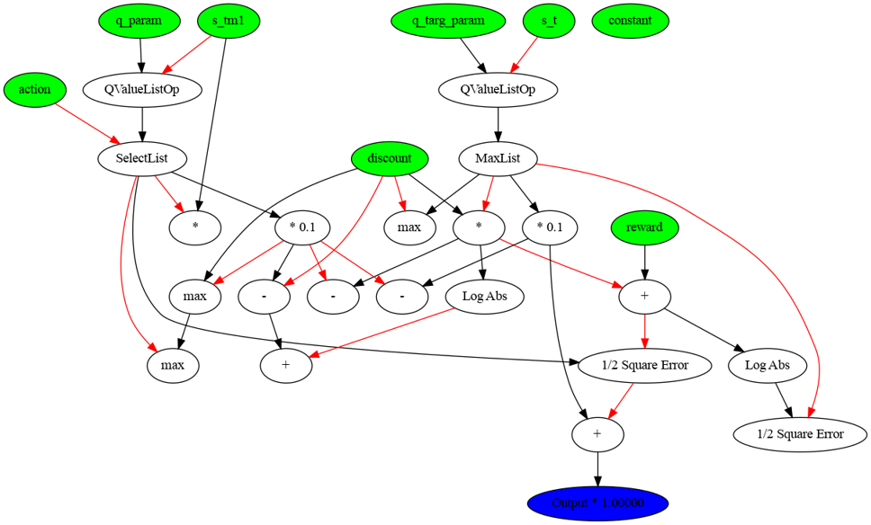 q_param
s_tm1
q_targ_param
s_t
constant
action
QValueListOp
QValueListOp
SelectList
discount
MaxList
*
* 0.1
max
*
* 0.1
reward
max
-
-
-
Log Abs
+
max
+
1/2 Square Error
Log Abs
+
1/2 Square Error
Output * 1.00000